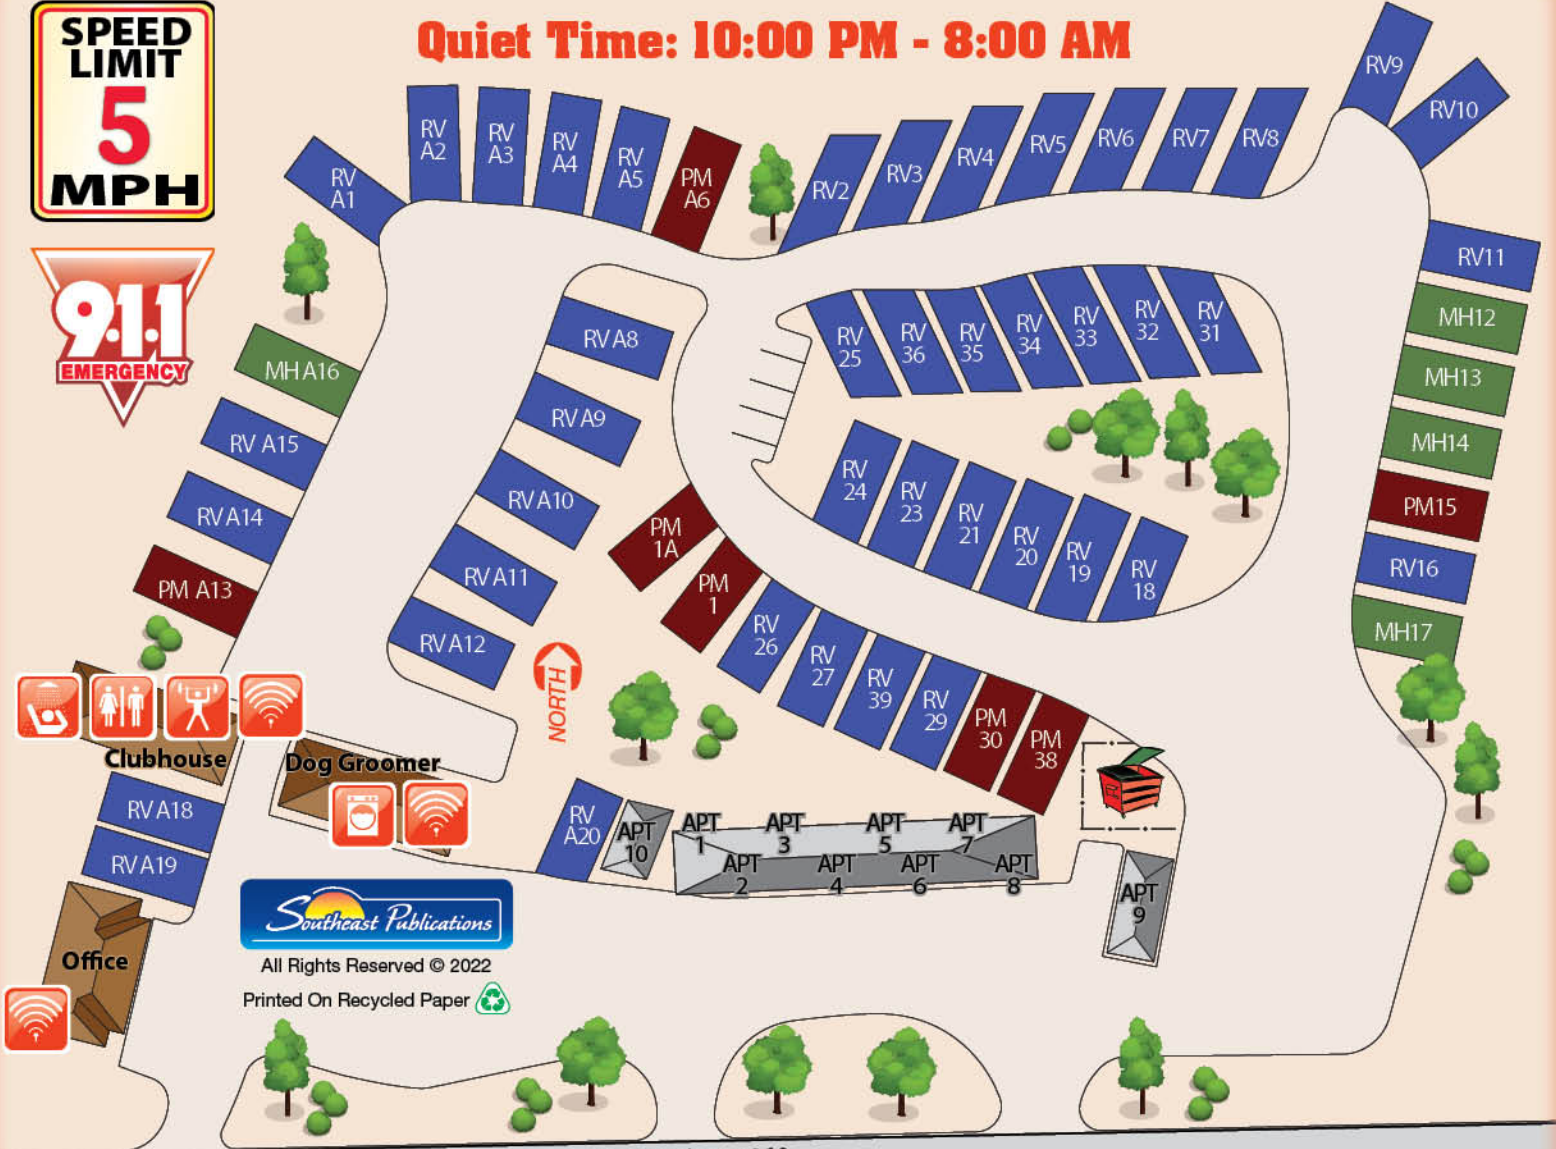 SPEED
LIMIT
5
MPH
Quiet Time: 10:00 PM - 8:00 AM
9·1·1
EMERGENCY
RV
A1
RV
A2
RV
A3
RV
A4
RV
A5
PM
A6
RV2
RV3
RV4
RV5
RV6
RV7
RV8
RV9
RV10
RV11
MH12
MH13
MH14
PM15
RV16
MH17
RV A8
RV A9
RV A10
RV A11
RV A12
MH A16
RV A15
RV A14
PM A13
RV
25
RV
36
RV
35
RV
34
RV
33
RV
32
RV
31
RV
24
RV
23
RV
21
RV
20
RV
19
RV
18
PM
1A
PM
1
RV
26
RV
27
RV
39
RV
29
PM
30
PM
38
NORTH
Clubhouse
Dog Groomer
RV A18
RV A19
Office
RV
A20
APT
10
APT
1
APT
2
APT
3
APT
4
APT
5
APT
6
APT
7
APT
8
APT
9
Southeast Publications
All Rights Reserved © 2022
Printed On Recycled Paper